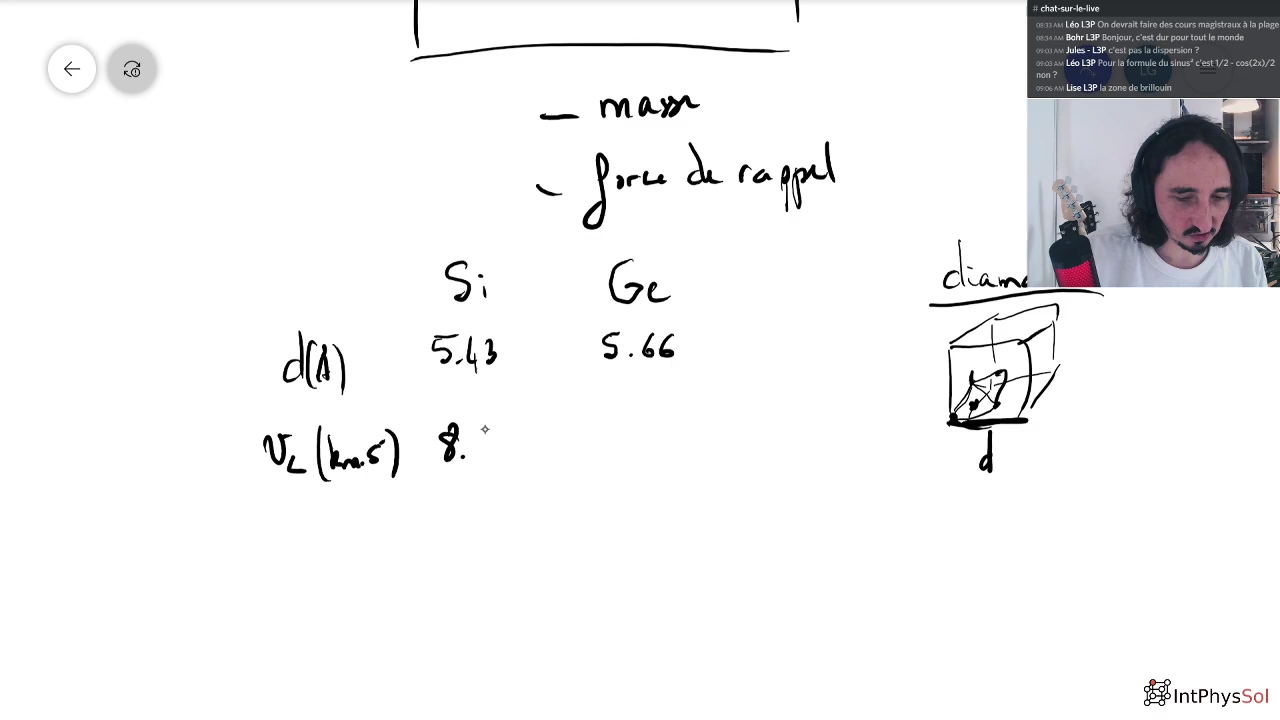 # chat-sur-le-live
08:33 AM Léo L3P On devrait faire des cours magistraux à la plage
08:34 AM Bohr L3P Bonjour, c'est dur pour tout le monde
09:03 AM Jules - L3P c'est pas la dispersion ?
09:03 AM Léo L3P Pour la formule du sinus² c'est 1/2 - cos(2x)/2
non ?
09:06 AM Lise L3P la zone de brillouin
— masse
- force de rappel
Si Ge
diama
d(A) 5.43 5.66
V_L (km.s) 8.
d
IntPhysSol